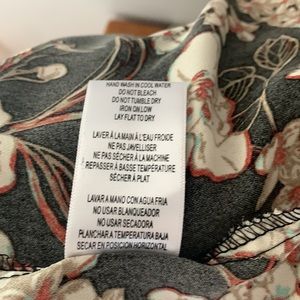 HAND WASH IN COOL WATER
DO NOT BLEACH
DO NOT TUMBLE DRY
IRON ON LOW
LAY FLAT TO DRY
LAVER À LA MAIN À L'EAU FROIDE
NE PAS JAVELLISER
NE PAS SÉCHER À LA MACHINE
REPASSER À BASSE TEMPÉRATURE
SÉCHER À PLAT
LAVAR A MANO CON AGUA FRIA
NO USAR BLANQUEADOR
NO USAR SECADORA
PLANCHAR A TEMPERATURA BAJA
SECAR EN POSICIÓN HORIZONTAL